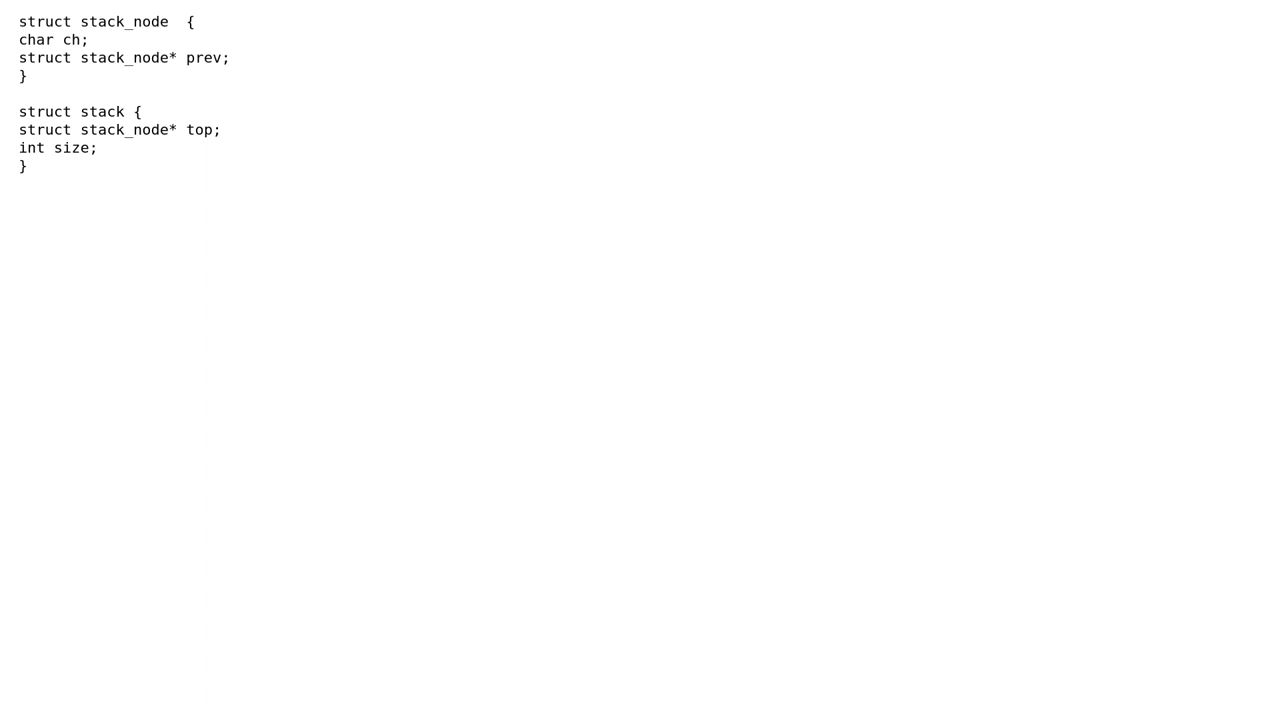 struct stack_node  {
char ch;
struct stack_node* prev;
}

struct stack {
struct stack_node* top;
int size;
}